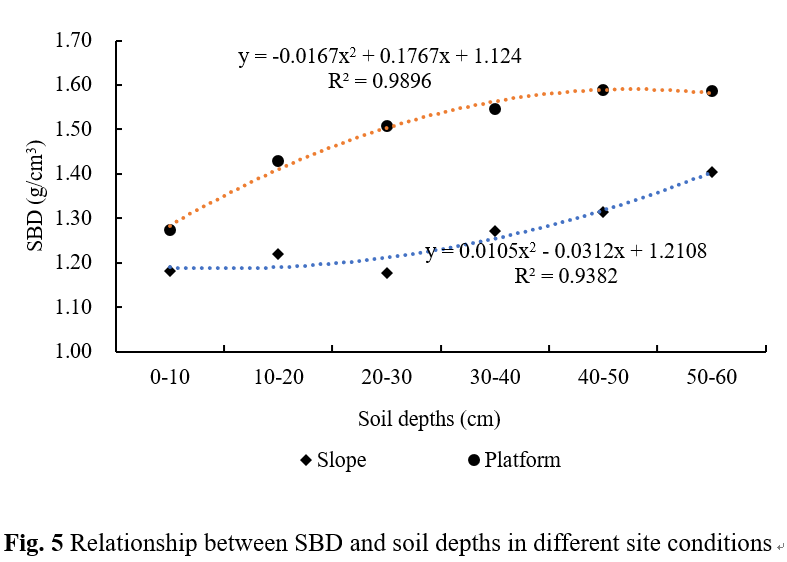 1.70
1.60
1.50
1.40
1.30
1.20
1.10
1.00
SBD (g/cm³)
y = -0.0167x² + 0.1767x + 1.124
R² = 0.9896
y = 0.0105x² - 0.0312x + 1.2108
R² = 0.9382
0-10 10-20 20-30 30-40 40-50 50-60
Soil depths (cm)
Slope Platform
Fig. 5 Relationship between SBD and soil depths in different site conditions